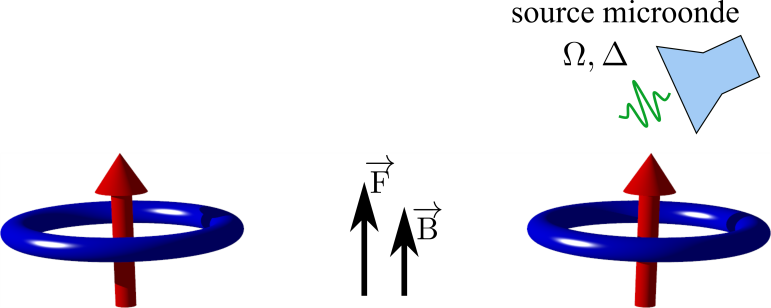 source microonde
Ω, Δ
F
B